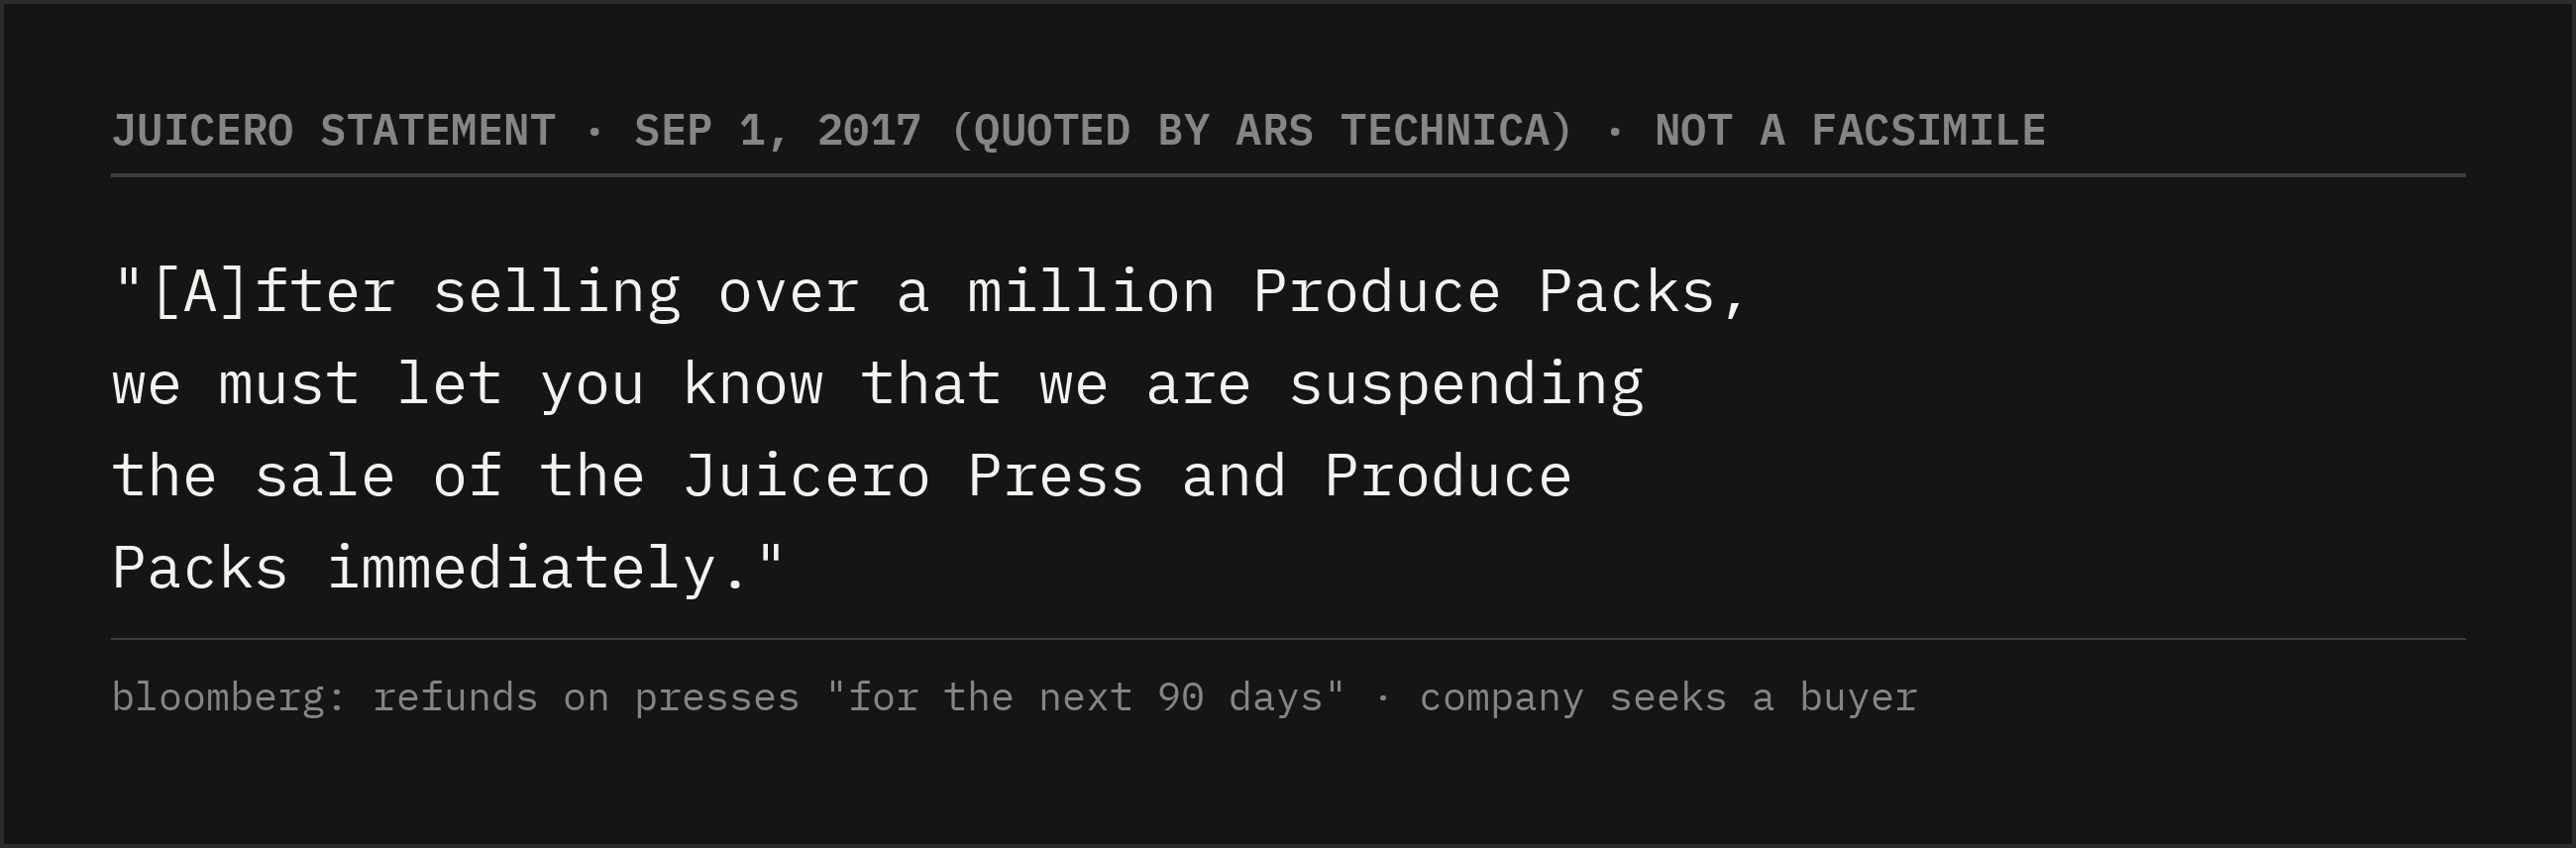 JUICERO STATEMENT · SEP 1, 2017 (QUOTED BY ARS TECHNICA) · NOT A FACSIMILE
"[A]fter selling over a million Produce Packs,
we must let you know that we are suspending
the sale of the Juicero Press and Produce
Packs immediately."
bloomberg: refunds on presses "for the next 90 days" · company seeks a buyer